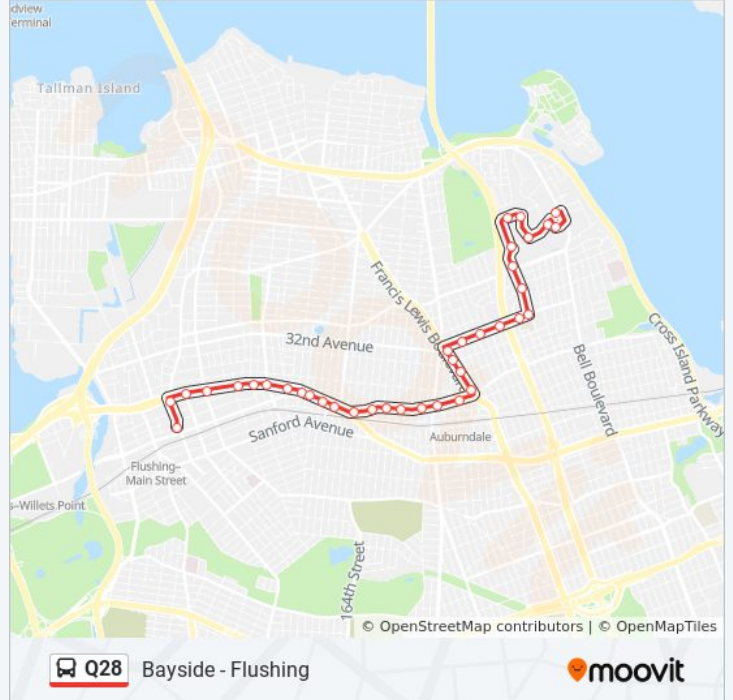 dview
erminal
Tallman Island
Francis Lewis Bo
32nd Avenue
Cross Island Parkway
Bell Boulevard
Sanford Avenue
Auburndale
Flushing–
Main Street
s–Willets Point
164th Street
© OpenStreetMap contributors | © OpenMapTiles
Q28 Bayside - Flushing
moovit